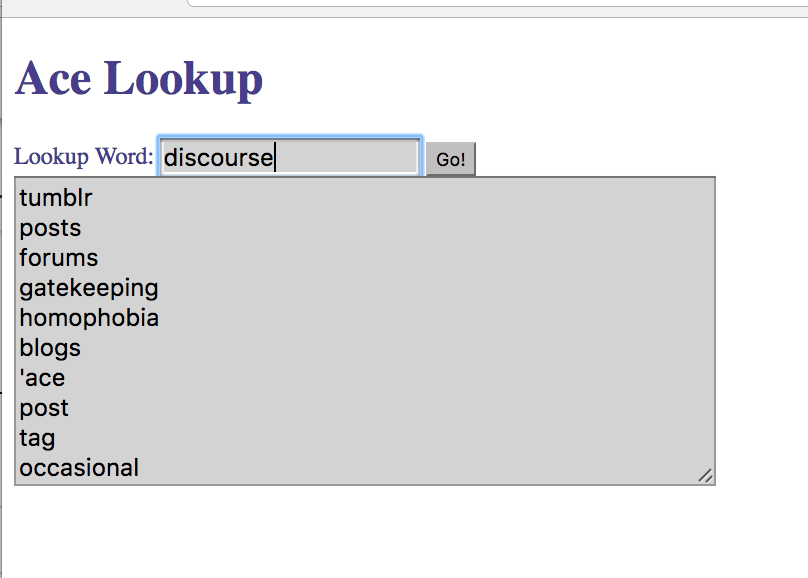 Ace Lookup
Lookup Word: discourse Go!
tumblr
posts
forums
gatekeeping
homophobia
blogs
'ace
post
tag
occasional